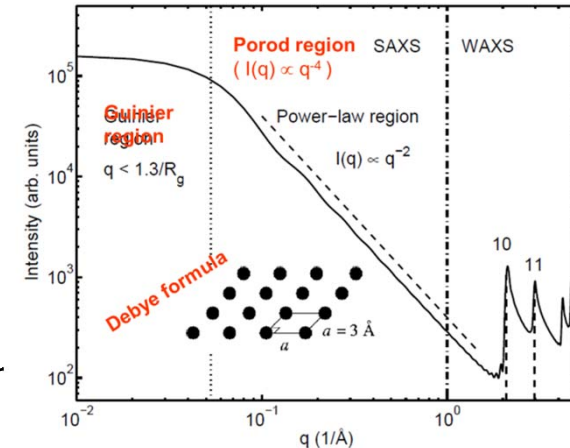 Porod region
( I(q) ∝ q⁻⁴ )
SAXS
WAXS
Guinier
region
Guinier
region
q < 1.3/R_g
Power-law region
I(q) ∝ q⁻²
Debye formula
a = 3 Å
a
10
11
Intensity (arb. units)
10⁵
10⁴
10³
10²
10⁻²
10⁻¹
10⁰
q (1/Å)